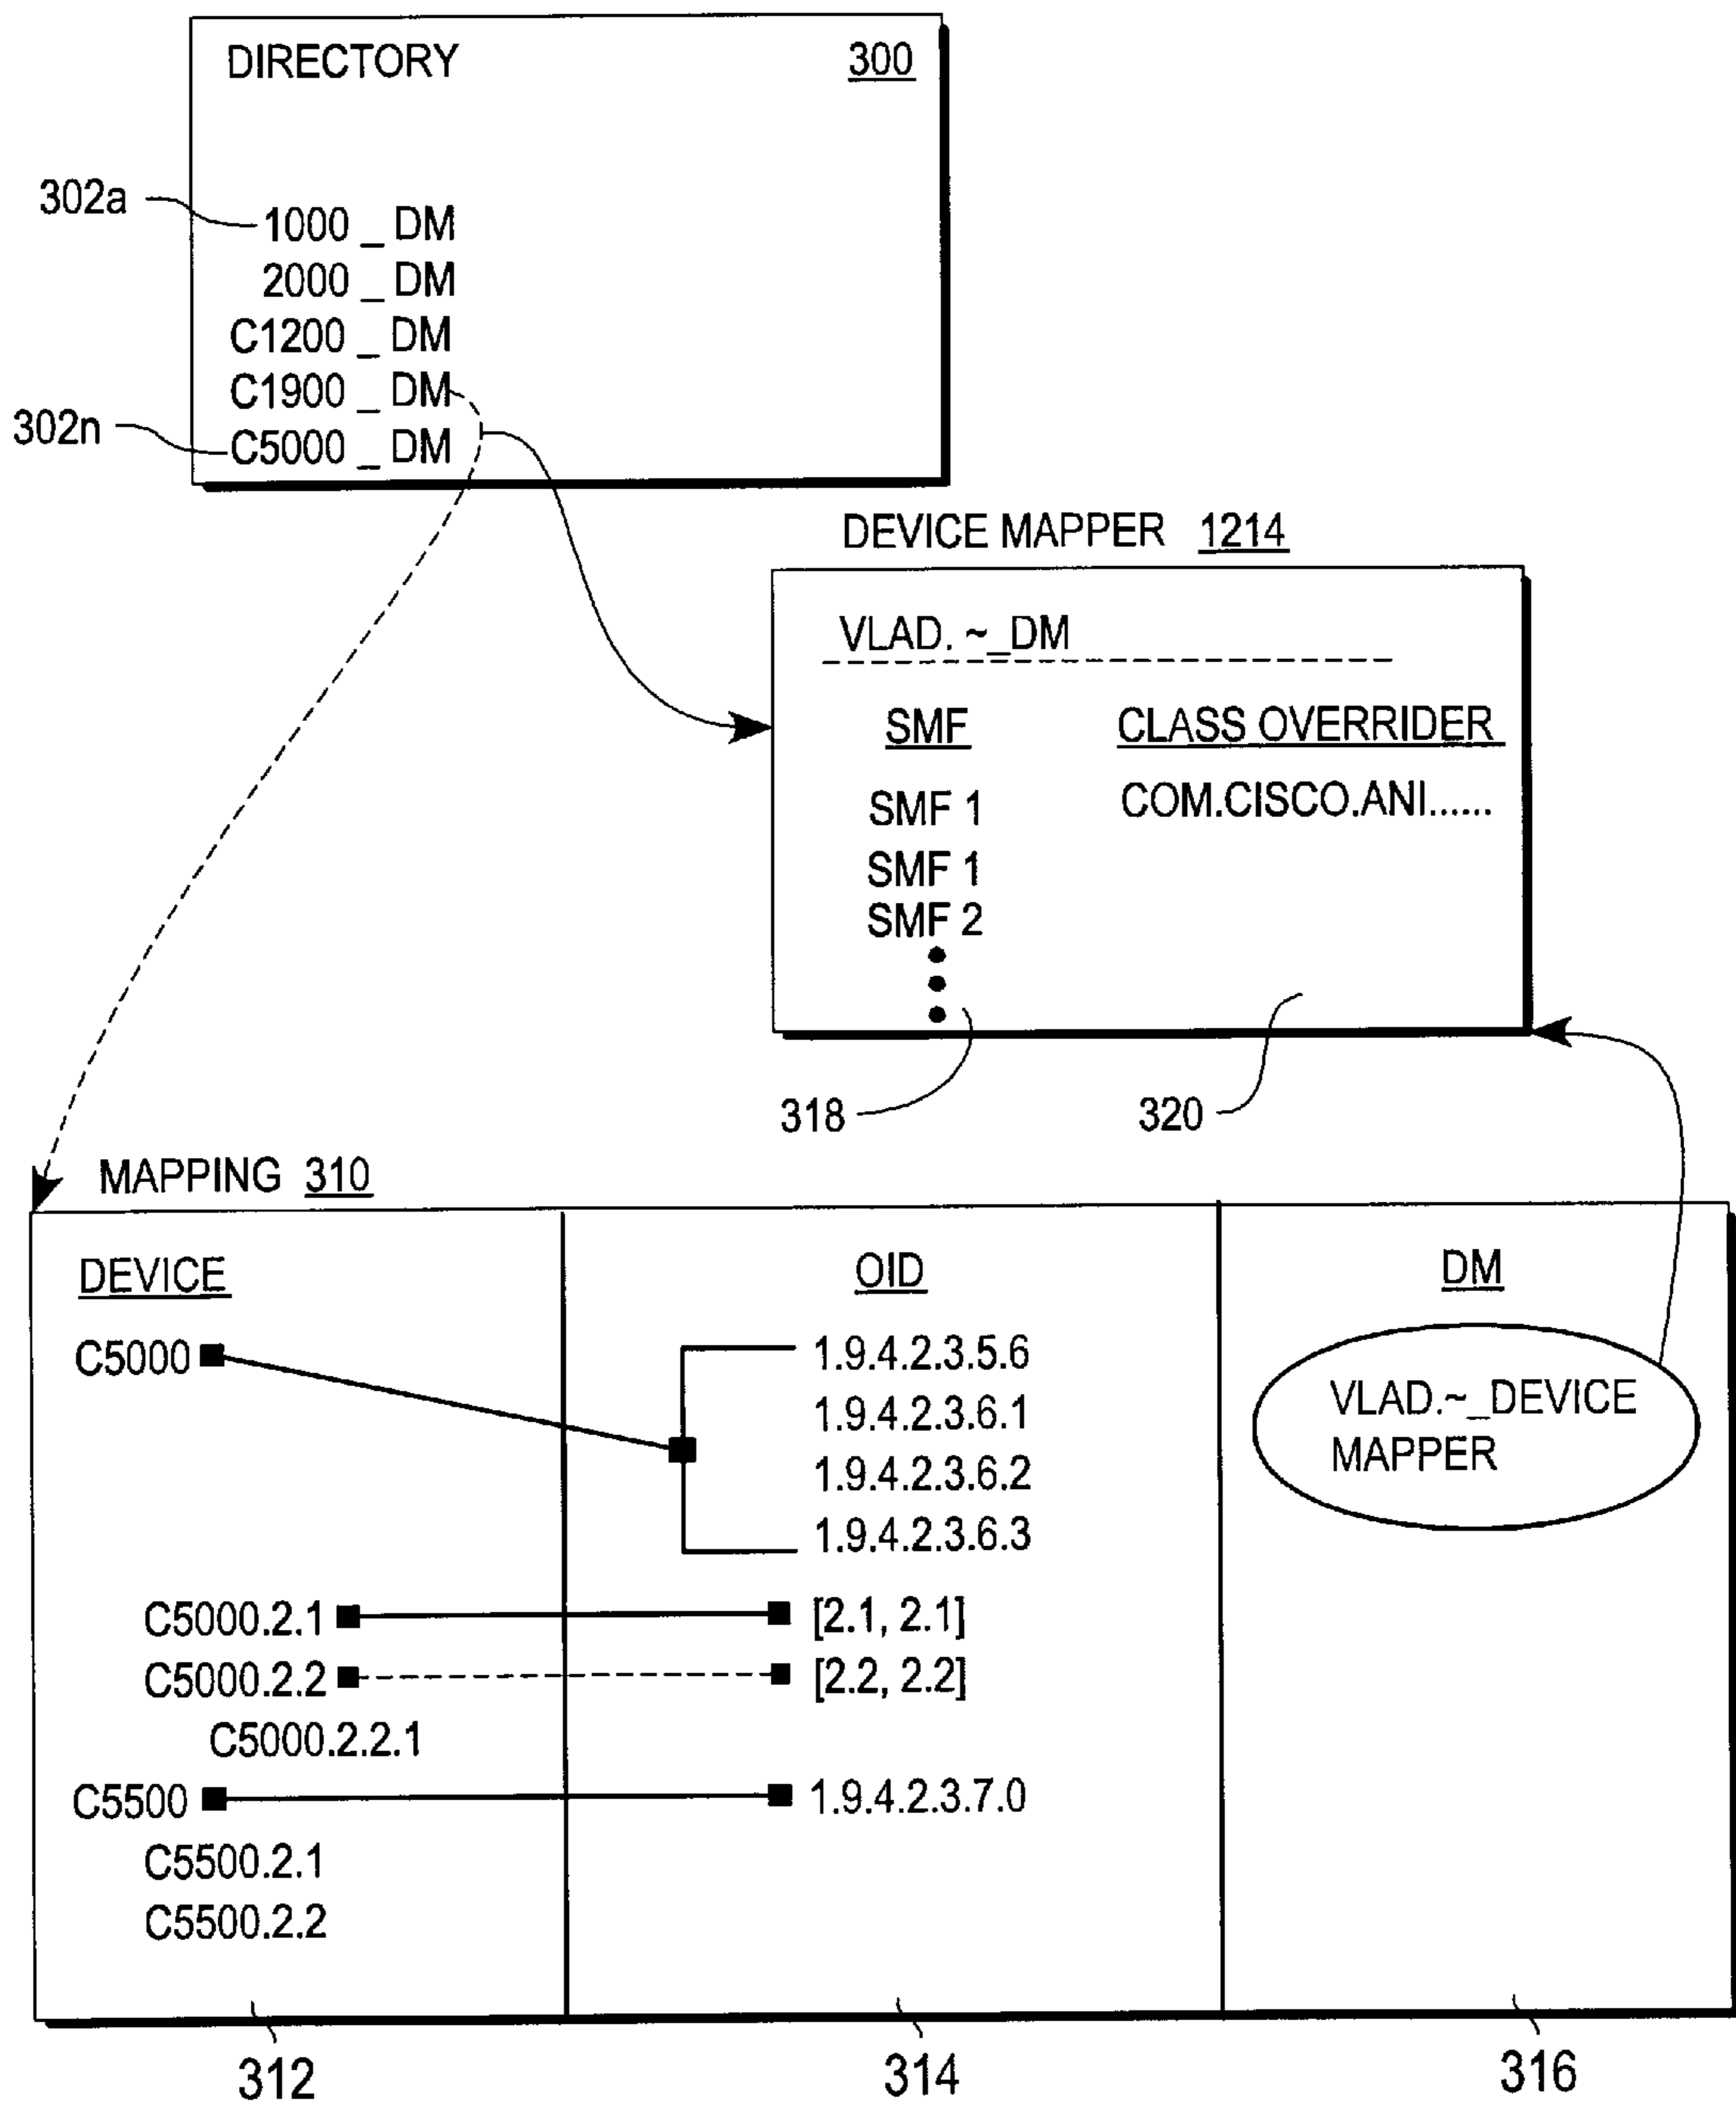 DIRECTORY 300
302a
1000 _ DM
2000 _ DM
C1200 _ DM
C1900 _ DM
302n
C5000 _ DM
DEVICE MAPPER 1214
VLAD. ~_DM
SMF CLASS OVERRIDER
SMF 1 COM.CISCO.ANI......
SMF 1
SMF 2
318 320
MAPPING 310
DEVICE OID DM
C5000 1.9.4.2.3.5.6
1.9.4.2.3.6.1
1.9.4.2.3.6.2
1.9.4.2.3.6.3
VLAD.~_DEVICE
MAPPER
C5000.2.1 [2.1, 2.1]
C5000.2.2 [2.2, 2.2]
C5000.2.2.1
C5500 1.9.4.2.3.7.0
C5500.2.1
C5500.2.2
312 314 316